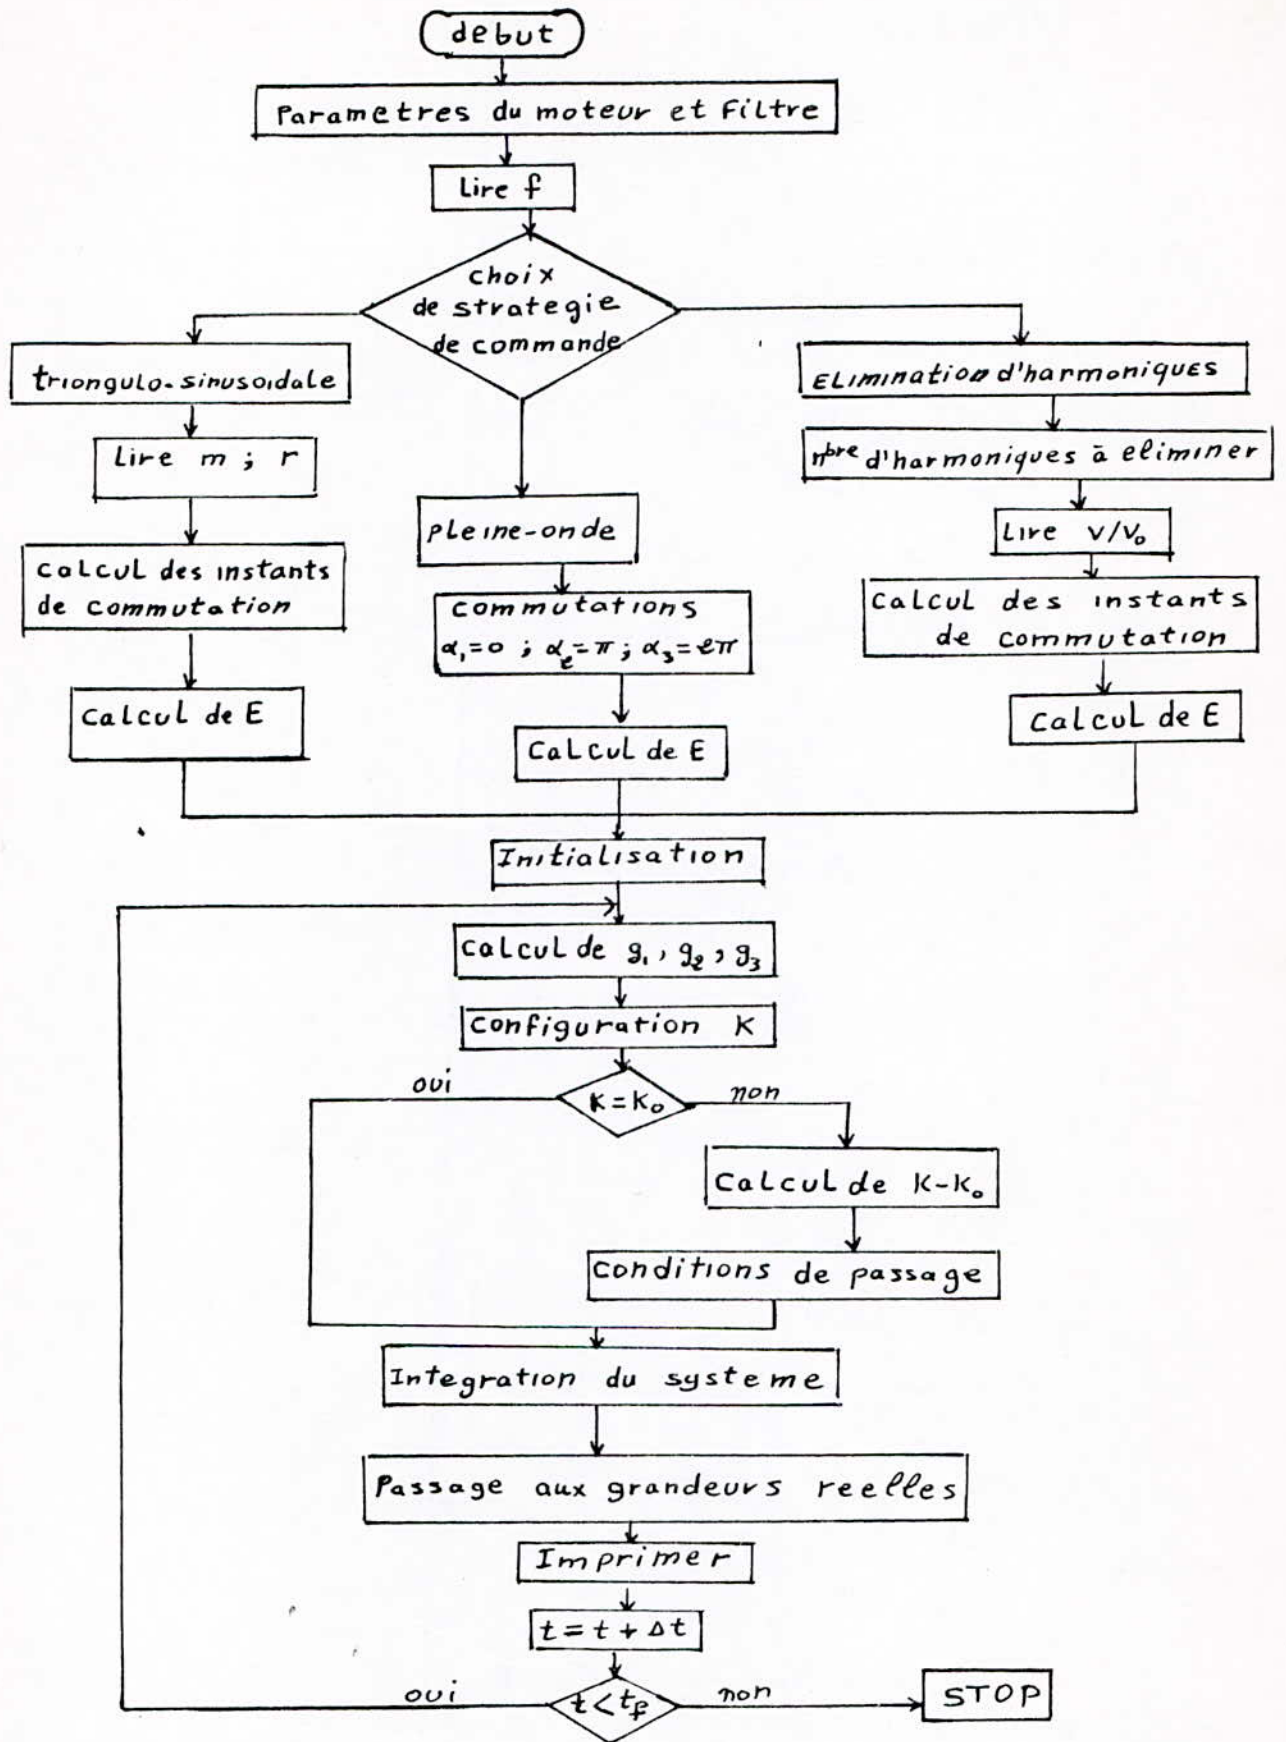 debut
Parametres du moteur et Filtre
Lire f
choix
de strategie
de commande
triongulo-sinusoidale
Lire m ; r
calcul des instants
de commutation
Calcul de E
Pleine-onde
commutations
α₁=0 ; α₂=π ; α₃=2π
Calcul de E
Elimination d'harmoniques
nbre d'harmoniques à eliminer
Lire v/v₀
Calcul des instants
de commutation
Calcul de E
Initialisation
Calcul de g₁, g₂, g₃
Configuration K
oui
K=K₀
non
Calcul de K-K₀
Conditions de passage
Integration du systeme
Passage aux grandeurs reelles
Imprimer
t = t + Δt
oui
t < tf
non
STOP